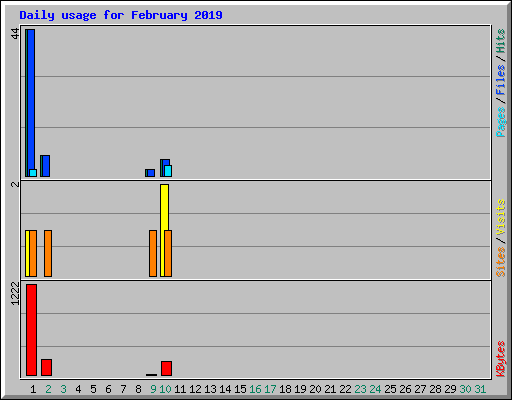 Daily usage for February 2019
44
Pages / Files / Hits
2
Sites / Visits
1222
KBytes
1 2 3 4 5 6 7 8 9 10 11 12 13 14 15 16 17 18 19 20 21 22 23 24 25 26 27 28 29 30 31